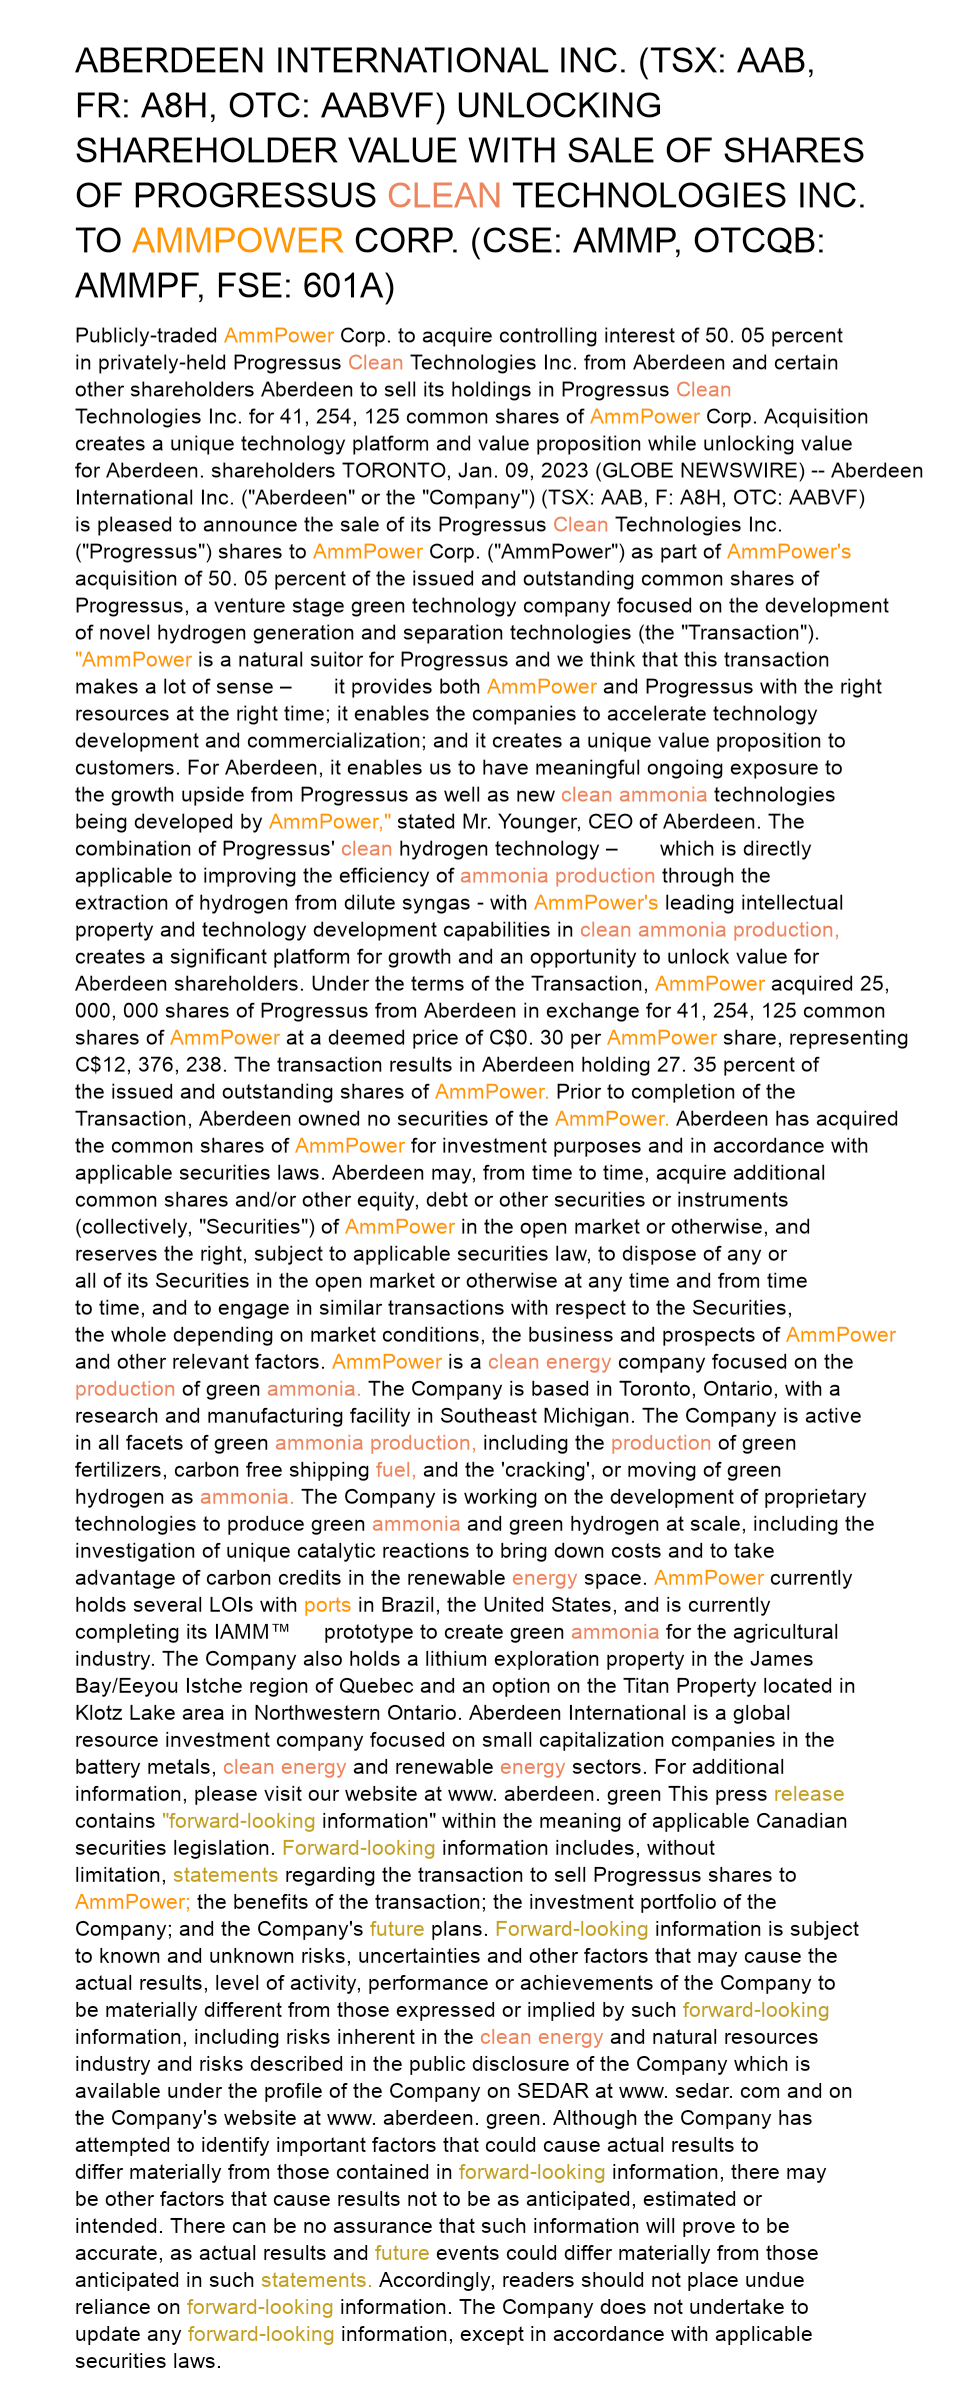 ABERDEEN INTERNATIONAL INC. (TSX: AAB,
FR: A8H, OTC: AABVF) UNLOCKING
SHAREHOLDER VALUE WITH SALE OF SHARES
OF PROGRESSUS CLEAN TECHNOLOGIES INC.
TO AMMPOWER CORP. (CSE: AMMP, OTCQB:
AMMPF, FSE: 601A)
Publicly-traded AmmPower Corp. to acquire controlling interest of 50. 05 percent
in privately-held Progressus Clean Technologies Inc. from Aberdeen and certain
other shareholders Aberdeen to sell its holdings in Progressus Clean
Technologies Inc. for 41, 254, 125 common shares of AmmPower Corp. Acquisition
creates a unique technology platform and value proposition while unlocking value
for Aberdeen. shareholders TORONTO, Jan. 09, 2023 (GLOBE NEWSWIRE) -- Aberdeen
International Inc. ("Aberdeen" or the "Company") (TSX: AAB, F: A8H, OTC: AABVF)
is pleased to announce the sale of its Progressus Clean Technologies Inc.
("Progressus") shares to AmmPower Corp. ("AmmPower") as part of AmmPower's
acquisition of 50. 05 percent of the issued and outstanding common shares of
Progressus, a venture stage green technology company focused on the development
of novel hydrogen generation and separation technologies (the "Transaction").
"AmmPower is a natural suitor for Progressus and we think that this transaction
makes a lot of sense – it provides both AmmPower and Progressus with the right
resources at the right time; it enables the companies to accelerate technology
development and commercialization; and it creates a unique value proposition to
customers. For Aberdeen, it enables us to have meaningful ongoing exposure to
the growth upside from Progressus as well as new clean ammonia technologies
being developed by AmmPower," stated Mr. Younger, CEO of Aberdeen. The
combination of Progressus' clean hydrogen technology – which is directly
applicable to improving the efficiency of ammonia production through the
extraction of hydrogen from dilute syngas - with AmmPower's leading intellectual
property and technology development capabilities in clean ammonia production,
creates a significant platform for growth and an opportunity to unlock value for
Aberdeen shareholders. Under the terms of the Transaction, AmmPower acquired 25,
000, 000 shares of Progressus from Aberdeen in exchange for 41, 254, 125 common
shares of AmmPower at a deemed price of C$0. 30 per AmmPower share, representing
C$12, 376, 238. The transaction results in Aberdeen holding 27. 35 percent of
the issued and outstanding shares of AmmPower. Prior to completion of the
Transaction, Aberdeen owned no securities of the AmmPower. Aberdeen has acquired
the common shares of AmmPower for investment purposes and in accordance with
applicable securities laws. Aberdeen may, from time to time, acquire additional
common shares and/or other equity, debt or other securities or instruments
(collectively, "Securities") of AmmPower in the open market or otherwise, and
reserves the right, subject to applicable securities law, to dispose of any or
all of its Securities in the open market or otherwise at any time and from time
to time, and to engage in similar transactions with respect to the Securities,
the whole depending on market conditions, the business and prospects of AmmPower
and other relevant factors. AmmPower is a clean energy company focused on the
production of green ammonia. The Company is based in Toronto, Ontario, with a
research and manufacturing facility in Southeast Michigan. The Company is active
in all facets of green ammonia production, including the production of green
fertilizers, carbon free shipping fuel, and the 'cracking', or moving of green
hydrogen as ammonia. The Company is working on the development of proprietary
technologies to produce green ammonia and green hydrogen at scale, including the
investigation of unique catalytic reactions to bring down costs and to take
advantage of carbon credits in the renewable energy space. AmmPower currently
holds several LOIs with ports in Brazil, the United States, and is currently
completing its IAMM™ prototype to create green ammonia for the agricultural
industry. The Company also holds a lithium exploration property in the James
Bay/Eeyou Istche region of Quebec and an option on the Titan Property located in
Klotz Lake area in Northwestern Ontario. Aberdeen International is a global
resource investment company focused on small capitalization companies in the
battery metals, clean energy and renewable energy sectors. For additional
information, please visit our website at www. aberdeen. green This press release
contains "forward-looking information" within the meaning of applicable Canadian
securities legislation. Forward-looking information includes, without
limitation, statements regarding the transaction to sell Progressus shares to
AmmPower; the benefits of the transaction; the investment portfolio of the
Company; and the Company's future plans. Forward-looking information is subject
to known and unknown risks, uncertainties and other factors that may cause the
actual results, level of activity, performance or achievements of the Company to
be materially different from those expressed or implied by such forward-looking
information, including risks inherent in the clean energy and natural resources
industry and risks described in the public disclosure of the Company which is
available under the profile of the Company on SEDAR at www. sedar. com and on
the Company's website at www. aberdeen. green. Although the Company has
attempted to identify important factors that could cause actual results to
differ materially from those contained in forward-looking information, there may
be other factors that cause results not to be as anticipated, estimated or
intended. There can be no assurance that such information will prove to be
accurate, as actual results and future events could differ materially from those
anticipated in such statements. Accordingly, readers should not place undue
reliance on forward-looking information. The Company does not undertake to
update any forward-looking information, except in accordance with applicable
securities laws.